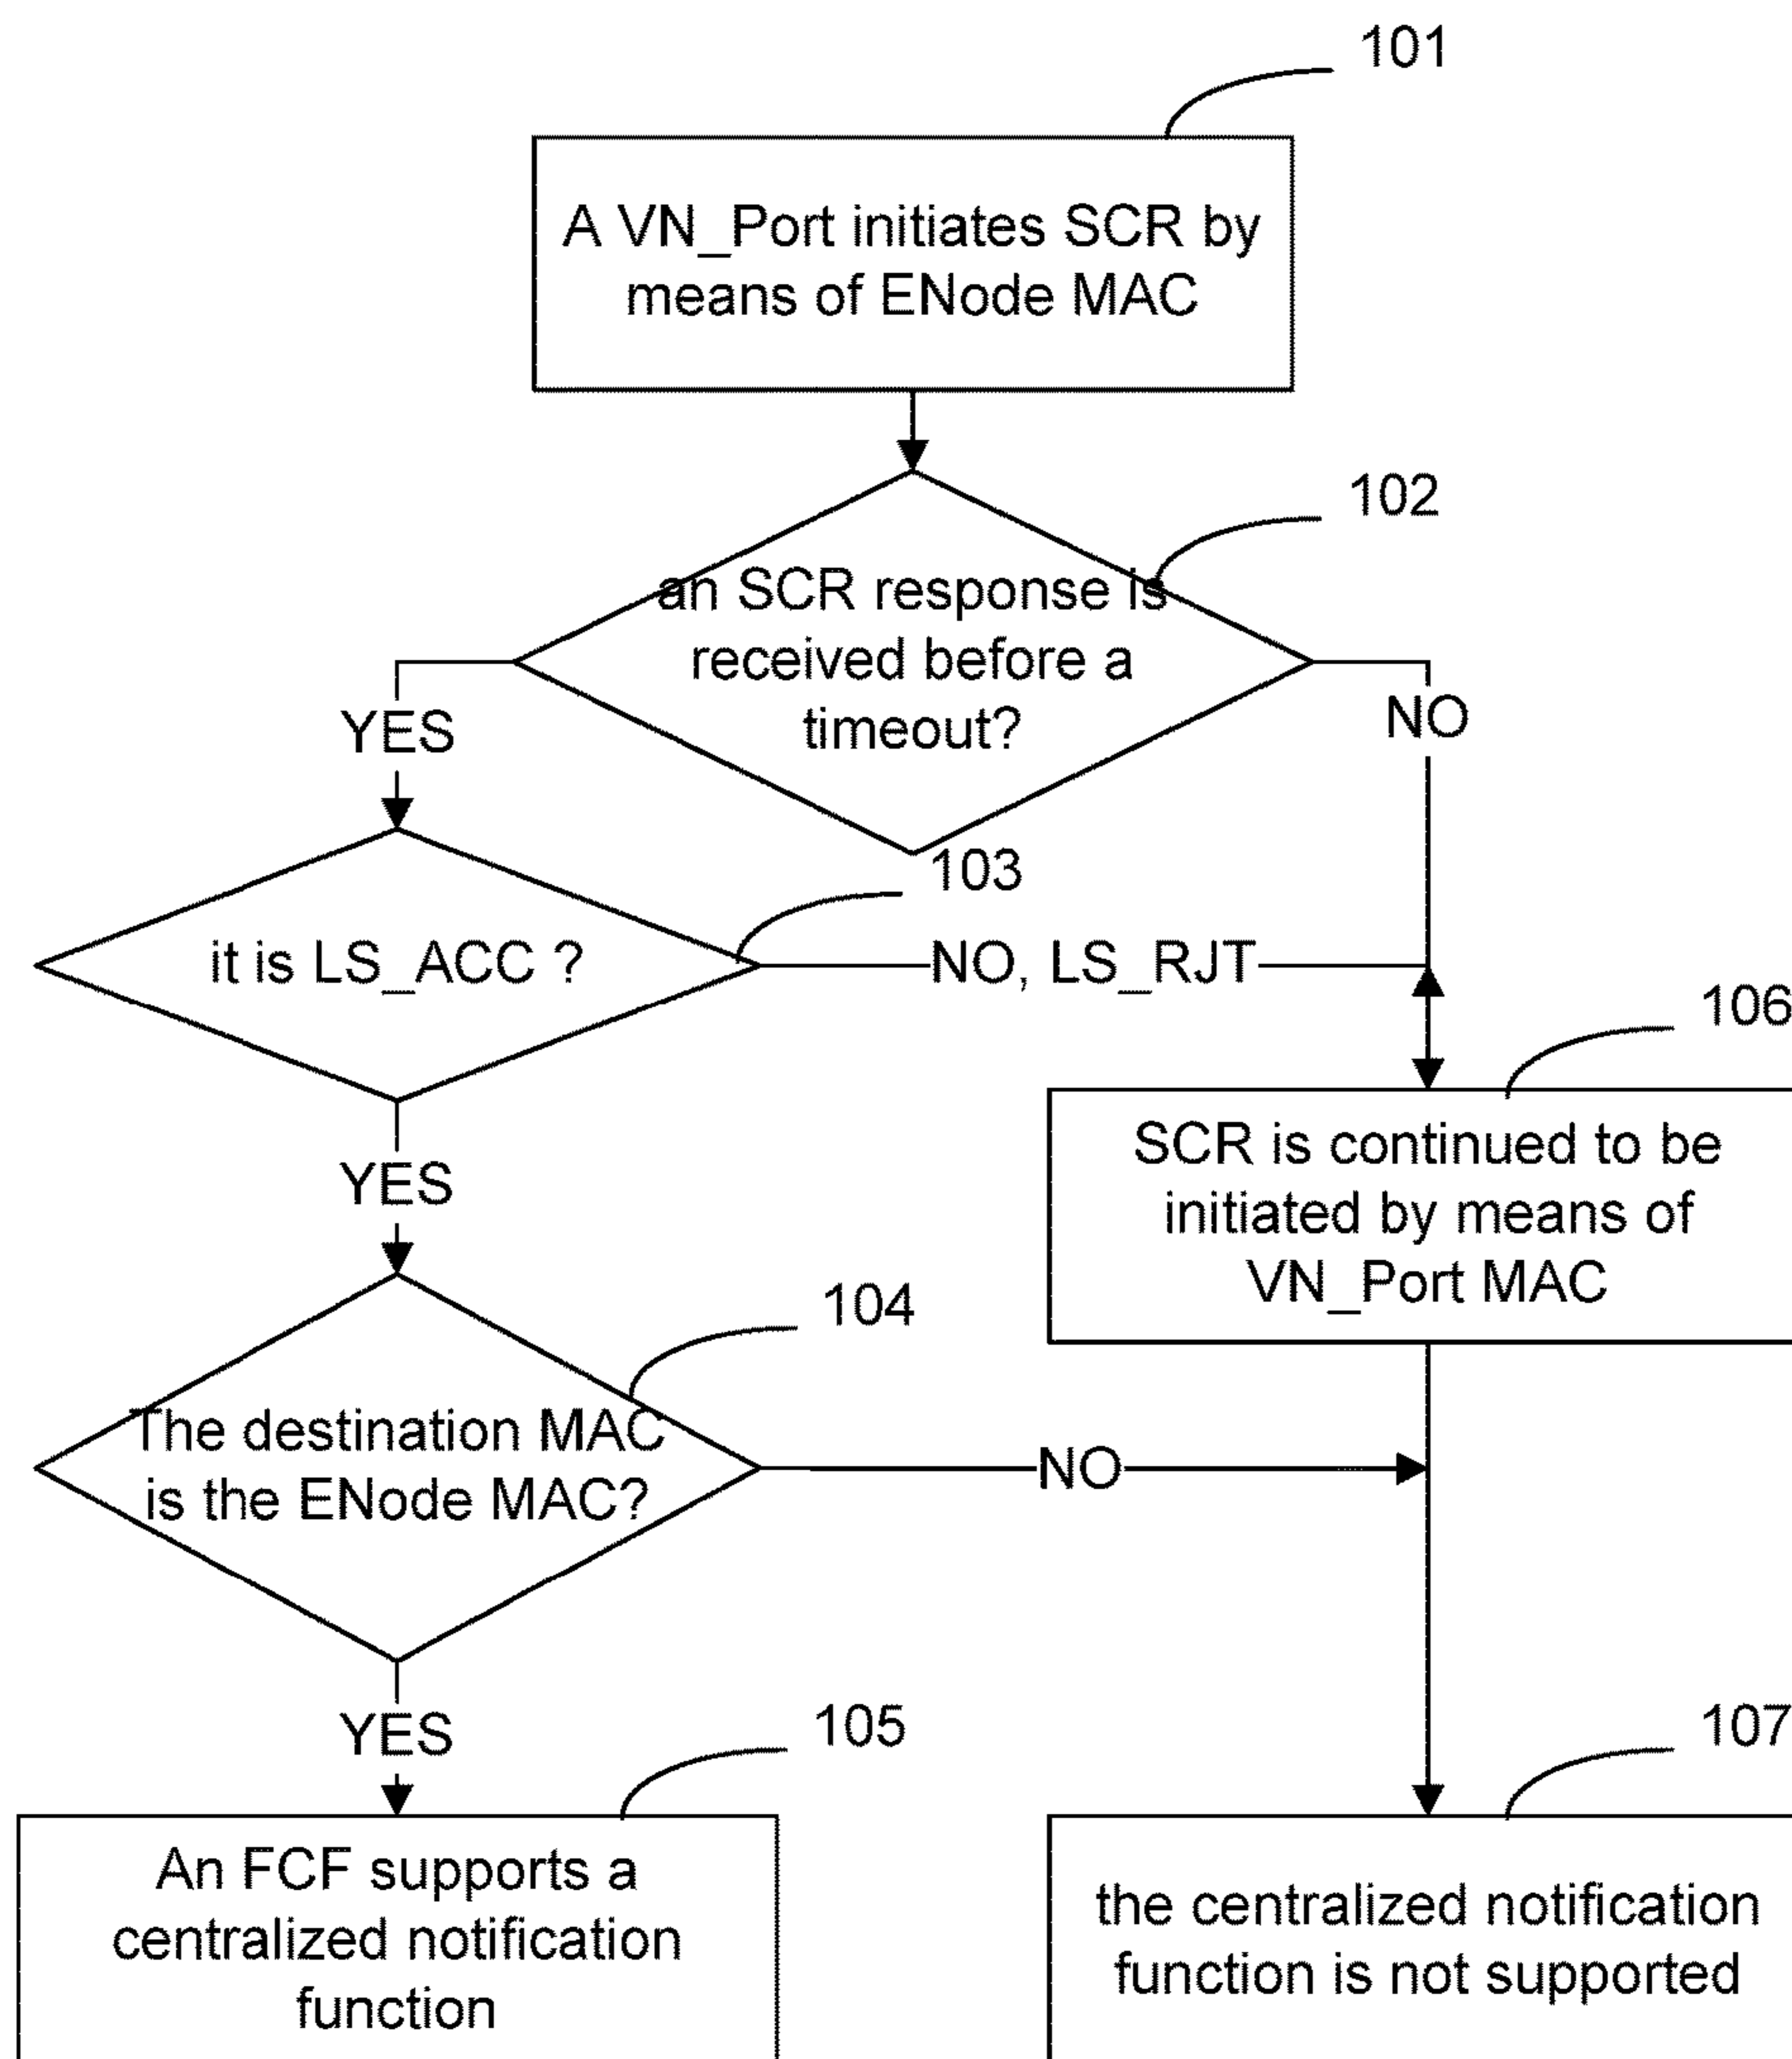 101
A VN_Port initiates SCR by
means of ENode MAC
102
an SCR response is
received before a
timeout?
YES
NO
103
it is LS_ACC ?
NO, LS_RJT
106
YES
SCR is continued to be
initiated by means of
VN_Port MAC
104
The destination MAC
is the ENode MAC?
NO
YES
105
107
An FCF supports a
centralized notification
function
the centralized notification
function is not supported